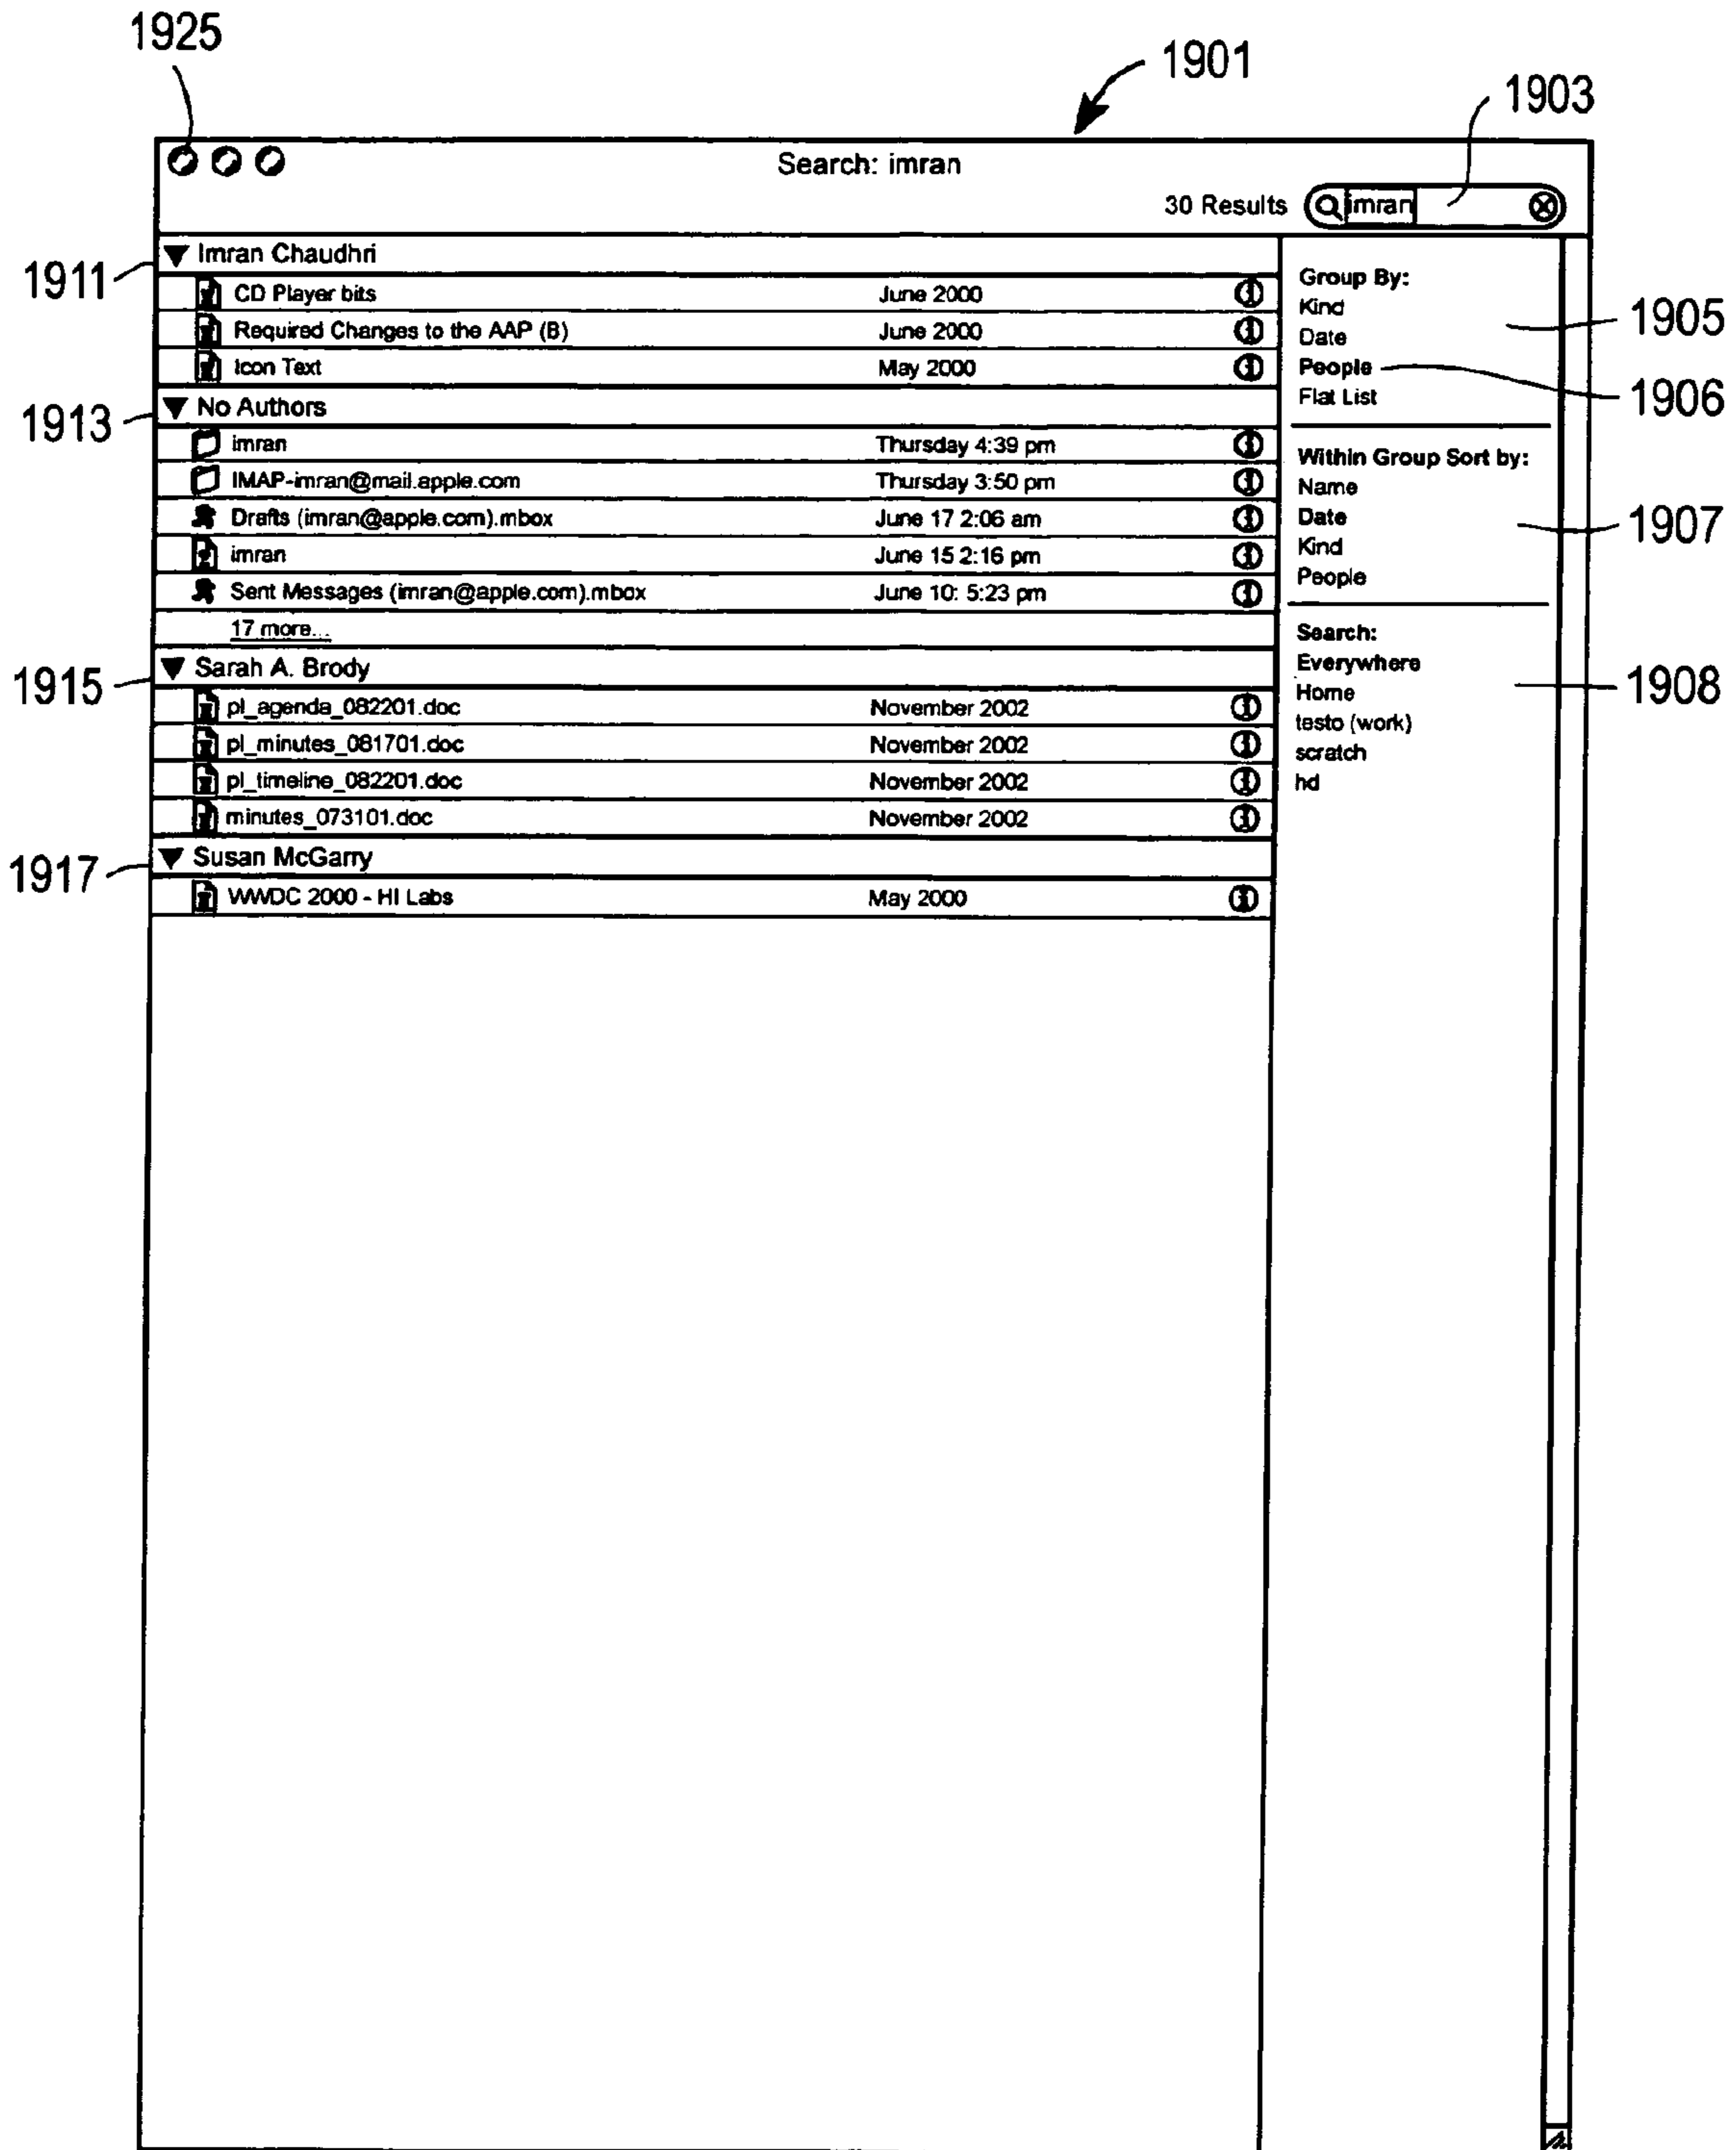 1925
1901
1903
Search: imran
30 Results imran
1911
Imran Chaudhri
CD Player bits June 2000
Required Changes to the AAP (B) June 2000
Icon Text May 2000
1913
No Authors
imran Thursday 4:39 pm
IMAP-imran@mail.apple.com Thursday 3:50 pm
Drafts (imran@apple.com).mbox June 17 2:06 am
imran June 15 2:16 pm
Sent Messages (imran@apple.com).mbox June 10: 5:23 pm
17 more...
1915
Sarah A. Brody
pl_agenda_082201.doc November 2002
pl_minutes_081701.doc November 2002
pl_timeline_082201.doc November 2002
minutes_073101.doc November 2002
1917
Susan McGarry
WWDC 2000 - HI Labs May 2000
Group By:
Kind
Date
People
Flat List
1905
1906
Within Group Sort by:
Name
Date
Kind
People
1907
Search:
Everywhere
Home
testo (work)
scratch
hd
1908